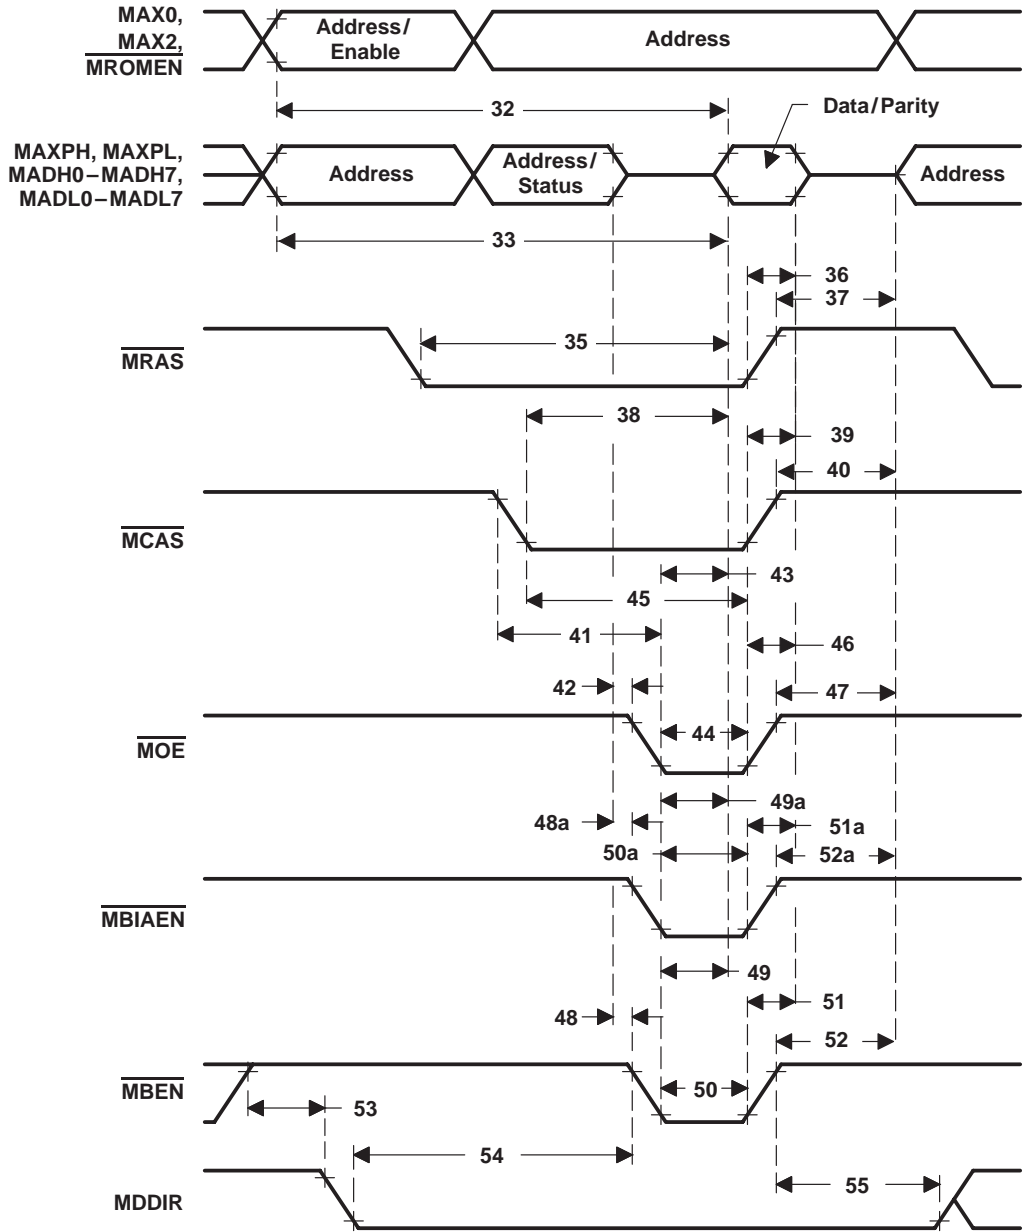 MAX0,
MAX2,
MROMEN
Address/
Enable
Address
32
Data/Parity
MAXPH, MAXPL,
MADH0–MADH7,
MADL0–MADL7
Address
Address/
Status
Address
33
36
37
MRAS
35
38
39
40
MCAS
43
45
41
46
42
47
MOE
44
49a
48a
51a
50a
52a
MBIAEN
49
48
51
52
MBEN
50
53
54
55
MDDIR